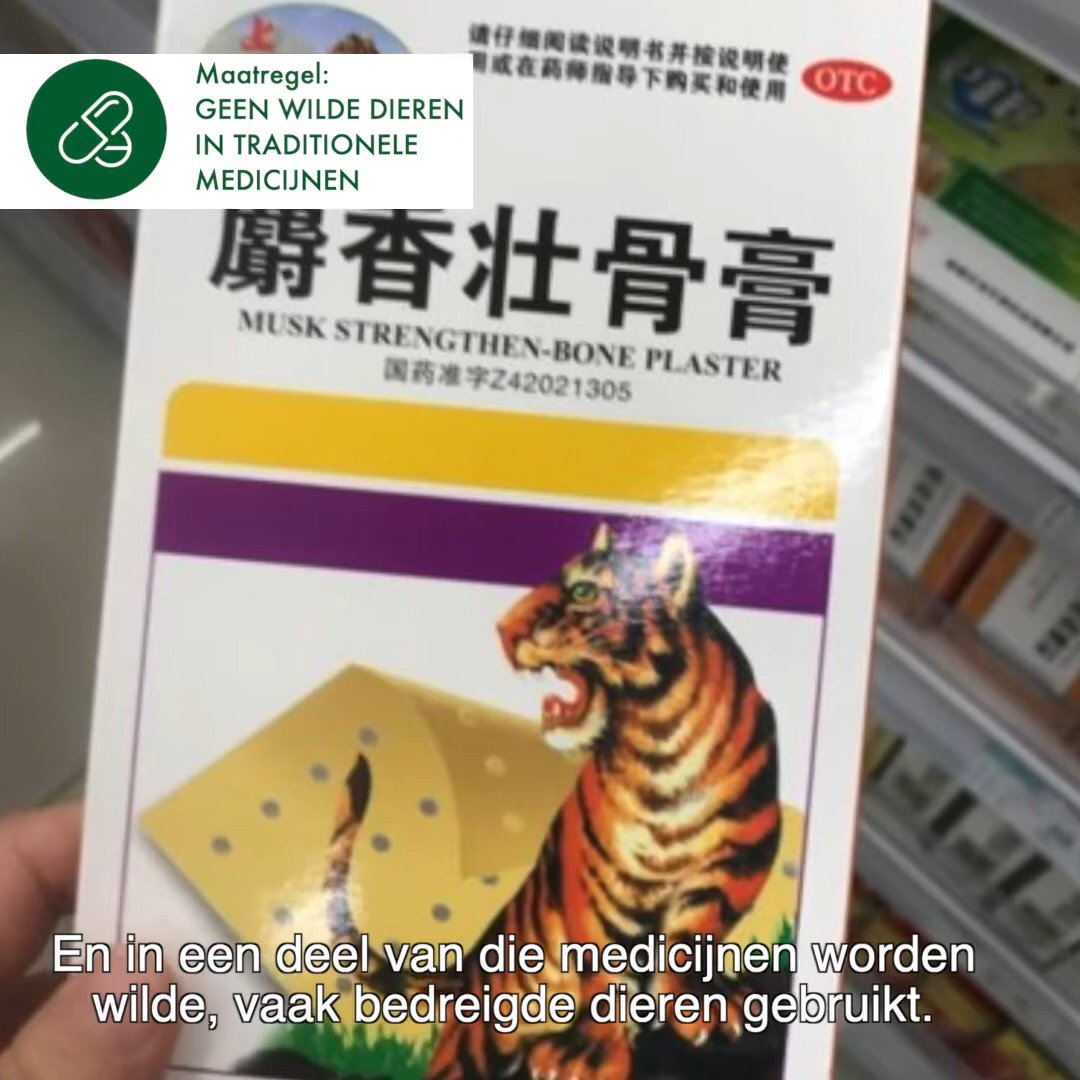 上
请仔细阅读说明书并按说明使
用或在药师指导下购买和使用
OTC
Maatregel:
GEEN WILDE DIEREN
IN TRADITIONELE
MEDICIJNEN
麝香壮骨膏
MUSK STRENGTHEN-BONE PLASTER
国药准字Z42021305
En in een deel van die medicijnen worden
wilde, vaak bedreigde dieren gebruikt.